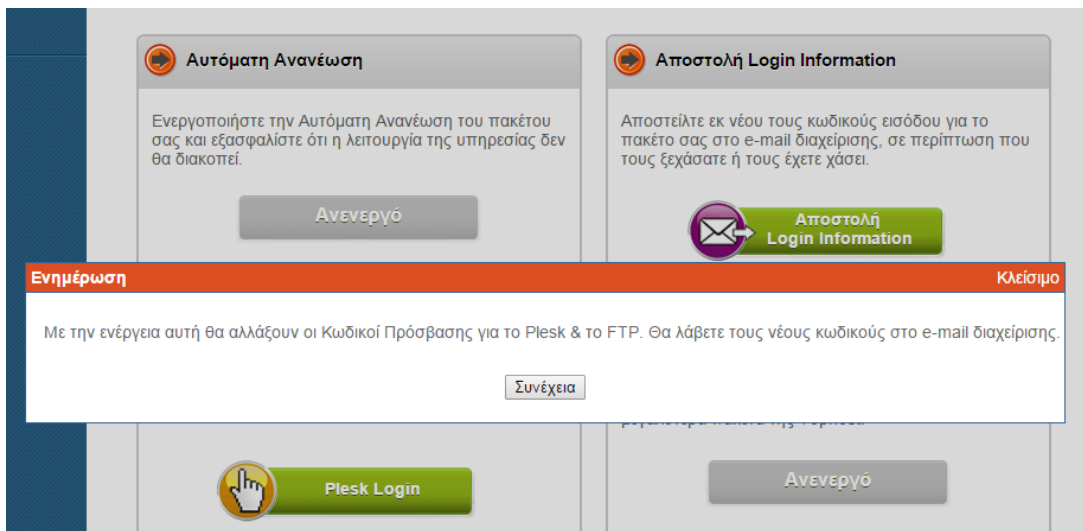 Αυτόματη Ανανέωση
Ενεργοποιήστε την Αυτόματη Ανανέωση του πακέτου
σας και εξασφαλίστε ότι η λειτουργία της υπηρεσίας δεν
θα διακοπεί.
Ανενεργό
Αποστολή Login Information
Αποστείλτε εκ νέου τους κωδικούς εισόδου για το
πακέτο σας στο e-mail διαχείρισης, σε περίπτωση που
τους ξεχάσατε ή τους έχετε χάσει.
Αποστολή
Login Information
Ενημέρωση
Κλείσιμο
Με την ενέργεια αυτή θα αλλάξουν οι Κωδικοί Πρόσβασης για το Plesk & το FTP. Θα λάβετε τους νέους κωδικούς στο e-mail διαχείρισης.
Συνέχεια
Plesk Login
Ανενεργό